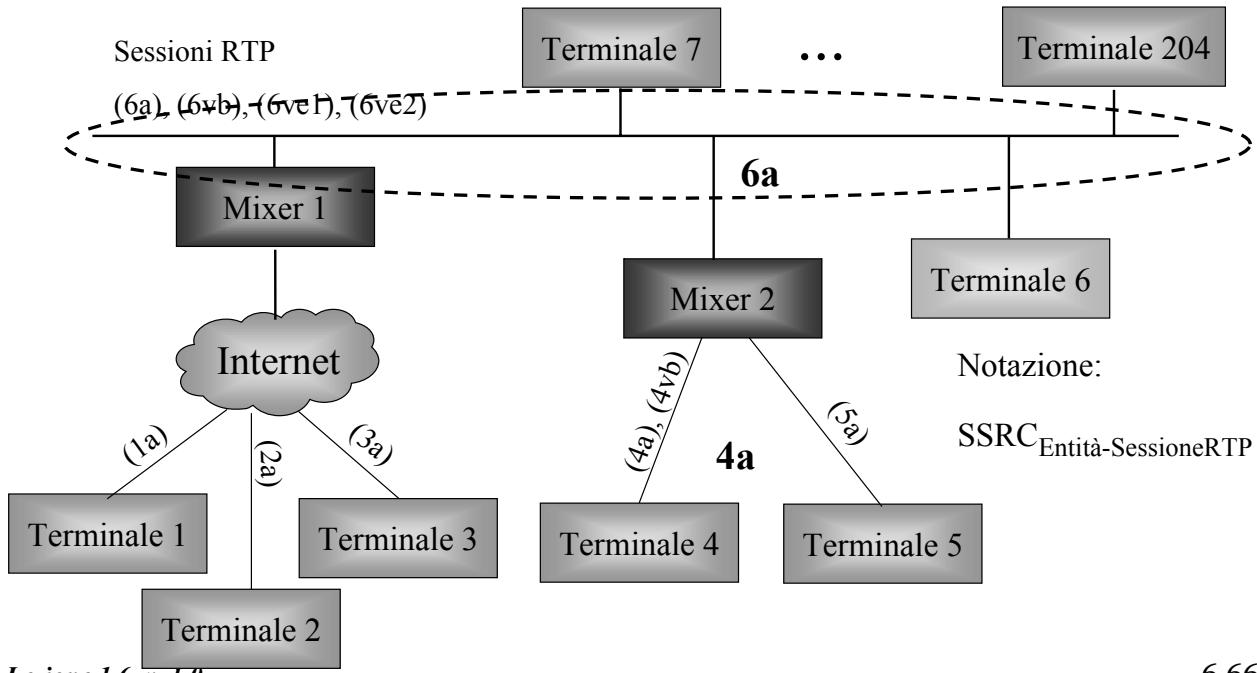 Sessioni RTP
Terminale 7
...
Terminale 204
(6a), (6vb), (6ve1), (6ve2)
6a
Mixer 1
Mixer 2
Terminale 6
Internet
Notazione:
SSRC Entità-SessioneRTP
(1a)
(2a)
(3a)
(4a), (4vb)
(5a)
4a
Terminale 1
Terminale 3
Terminale 4
Terminale 5
Terminale 2
6.66